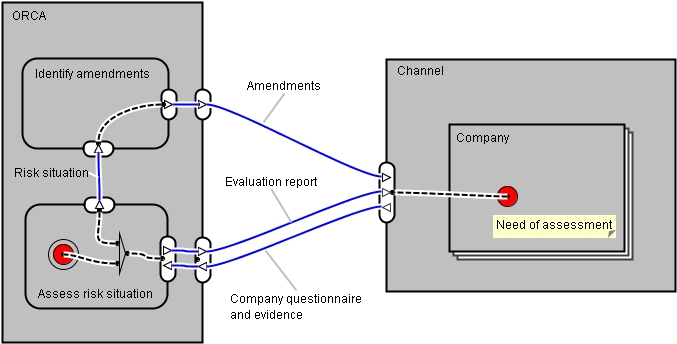 ORCA
Identify amendments
Amendments
Channel
Company
Risk situation
Evaluation report
Need of assessment
Assess risk situation
Company questionnaire
and evidence